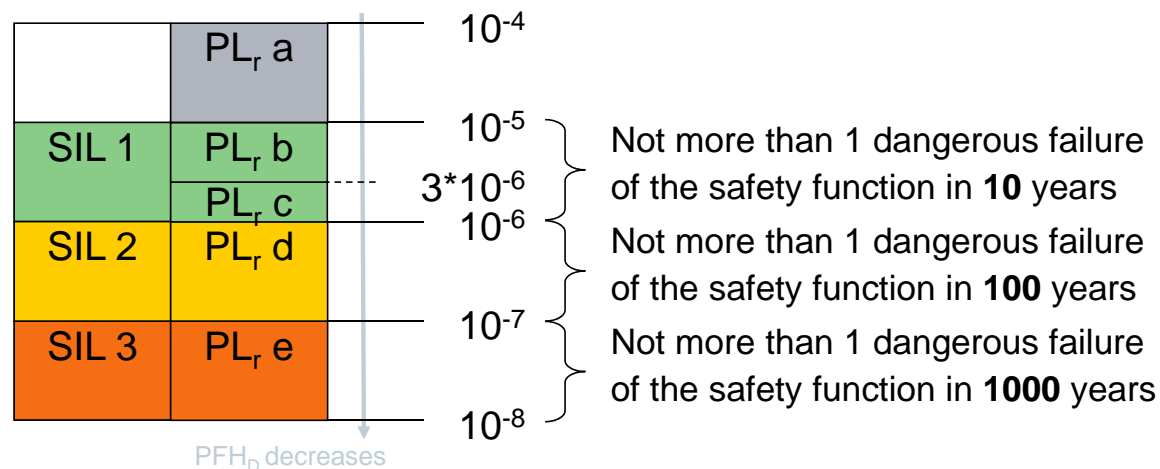 PLr a
10-4
10-5
SIL 1
PLr b
Not more than 1 dangerous failure
of the safety function in 10 years
3*10-6
PLr c
10-6
SIL 2
PLr d
Not more than 1 dangerous failure
of the safety function in 100 years
10-7
SIL 3
PLr e
Not more than 1 dangerous failure
of the safety function in 1000 years
10-8
PFHD decreases